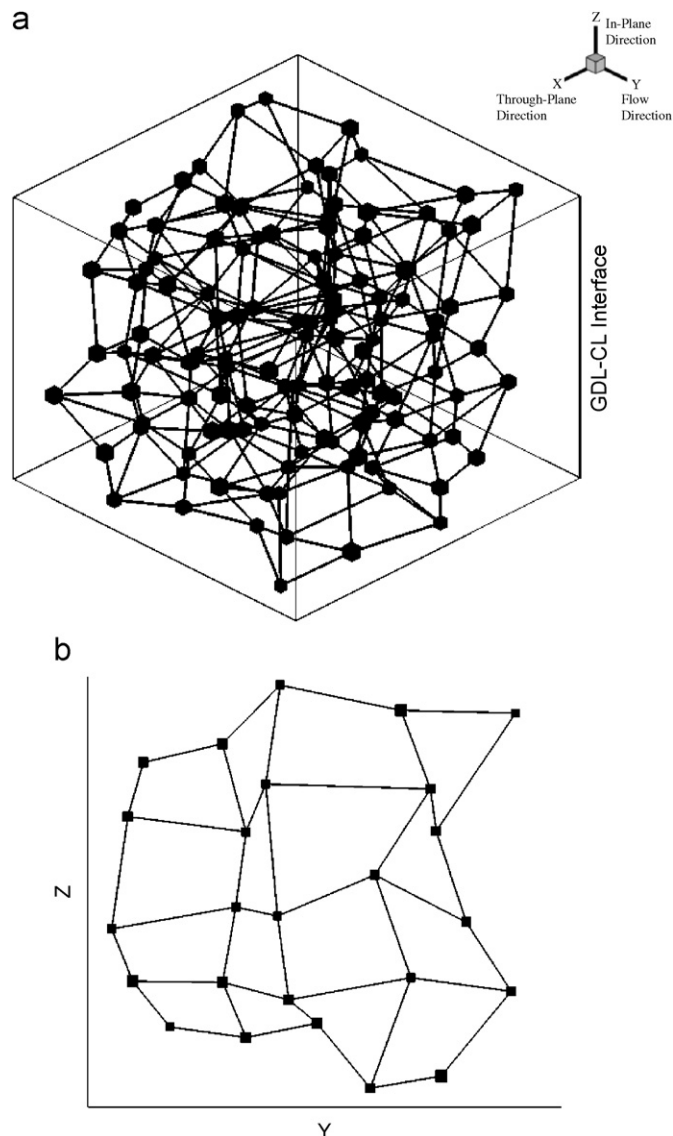 a
Z
In-Plane
Direction
X
Y
Through-Plane
Direction
Flow
Direction
GDL-CL Interface
b
Z
Y